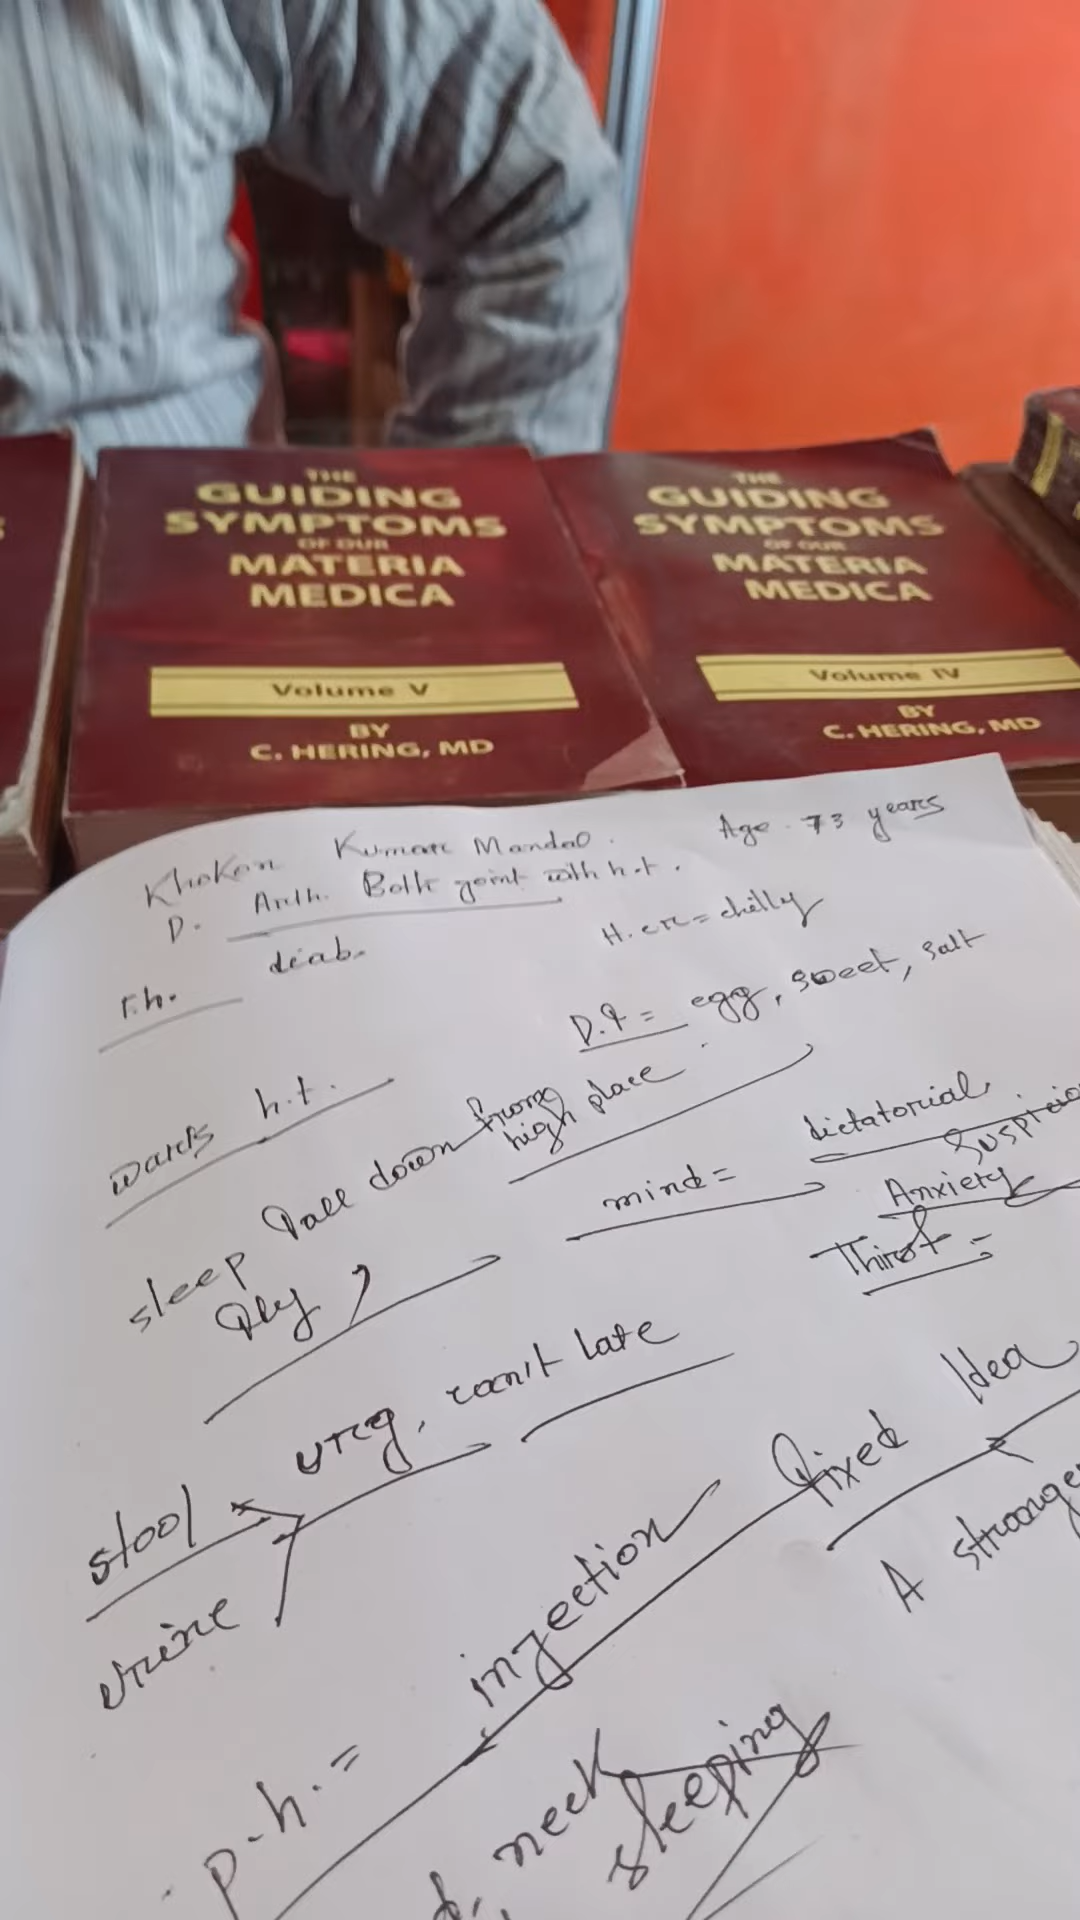 THE
GUIDING
SYMPTOMS
OF OUR
MATERIA
MEDICA
Volume V
BY
C. HERING, MD
THE
GUIDING
SYMPTOMS
OF OUR
MATERIA
MEDICA
Volume IV
BY
C. HERING, MD
Khokon Kumar Mandal. Age. 73 years
D. Arth. Both joint with h.t.
diab.
H. cr = chilly
F.h.
D.f = egg, sweet, salt
warts h.t.
sleep fall down from
high place
fly
mind = dictatorial
Anxiety
Thirst =
stool urg, can't late
urine
fixed Idea
p.h. = injection
A
neck
sleeping